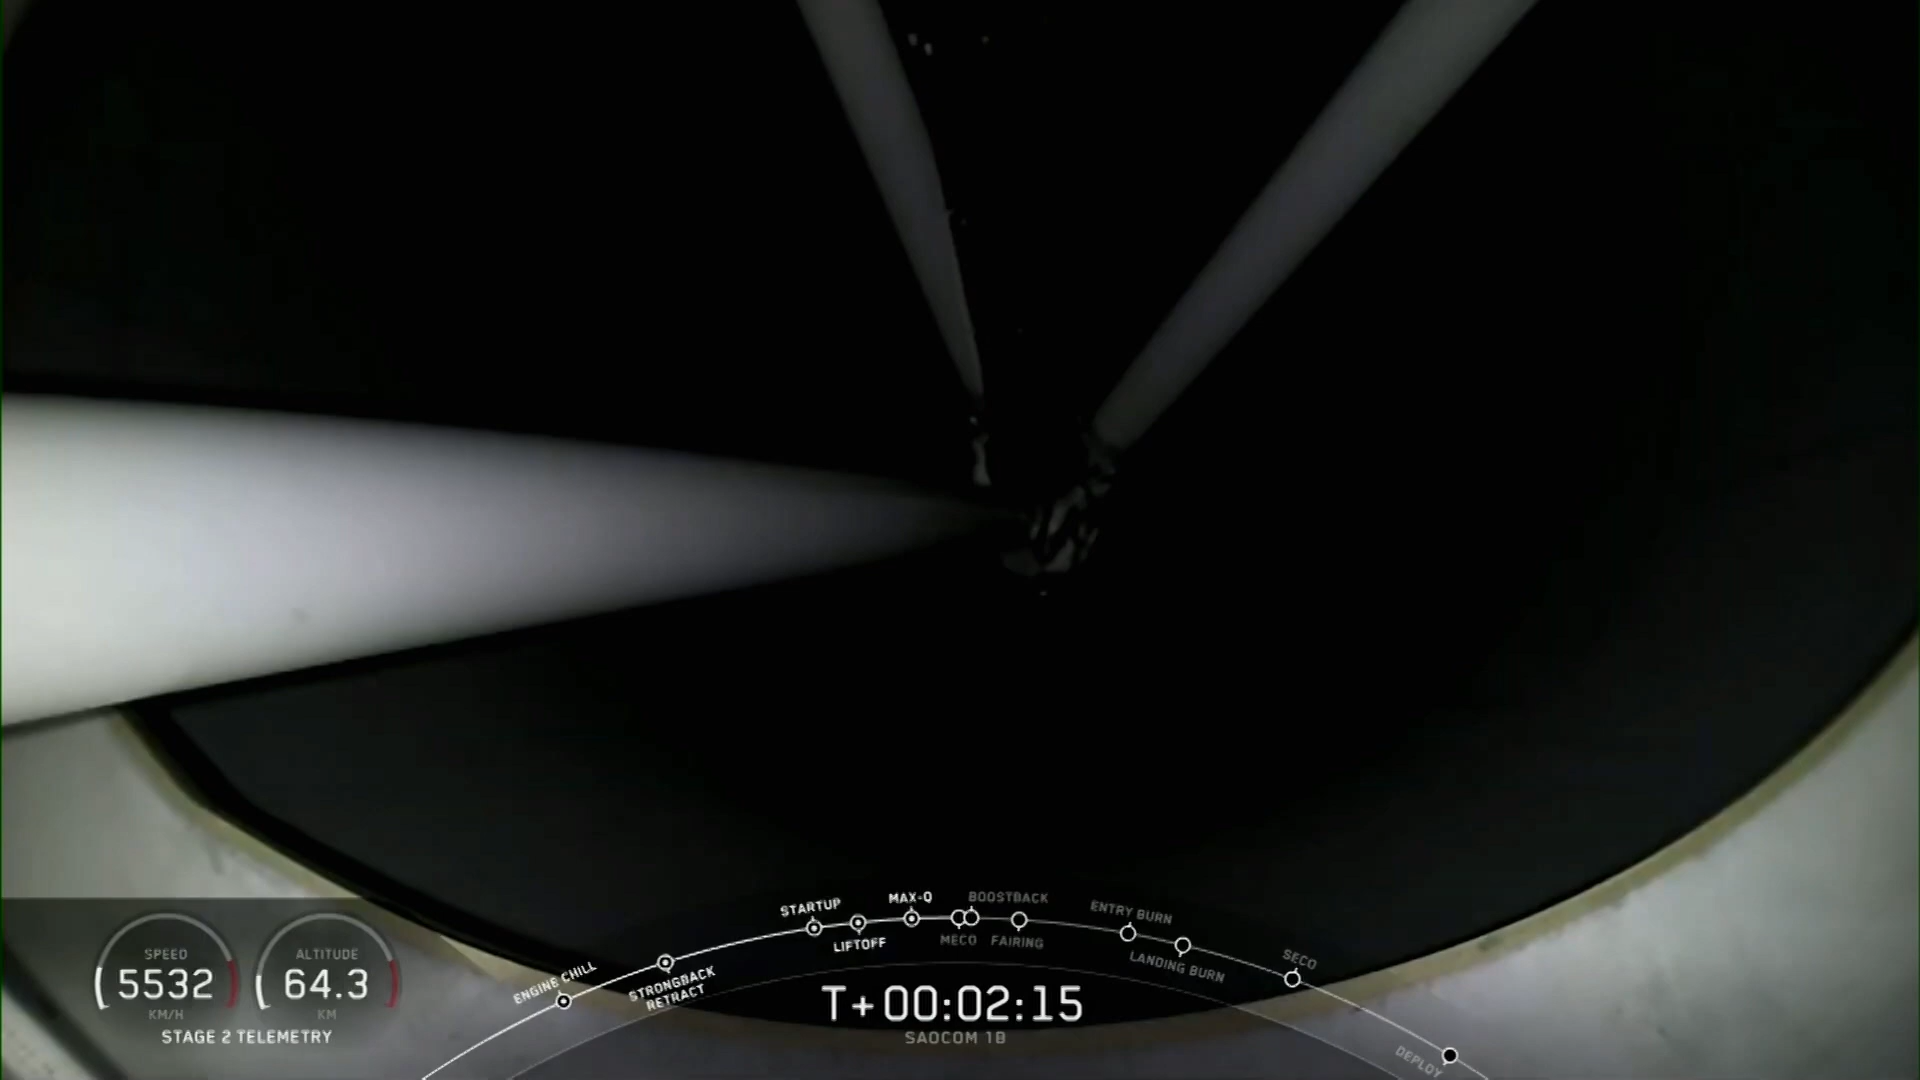 STARTUP
MAX-Q
BOOSTBACK
ENTRY BURN
LIFTOFF
MECO
FAIRING
LANDING BURN
SECO
ENGINE CHILL
STRONGBACK
RETRACT
DEPLOY
SPEED
5532
KM/H
ALTITUDE
64.3
KM
STAGE 2 TELEMETRY
T+00:02:15
SAOCOM 1B